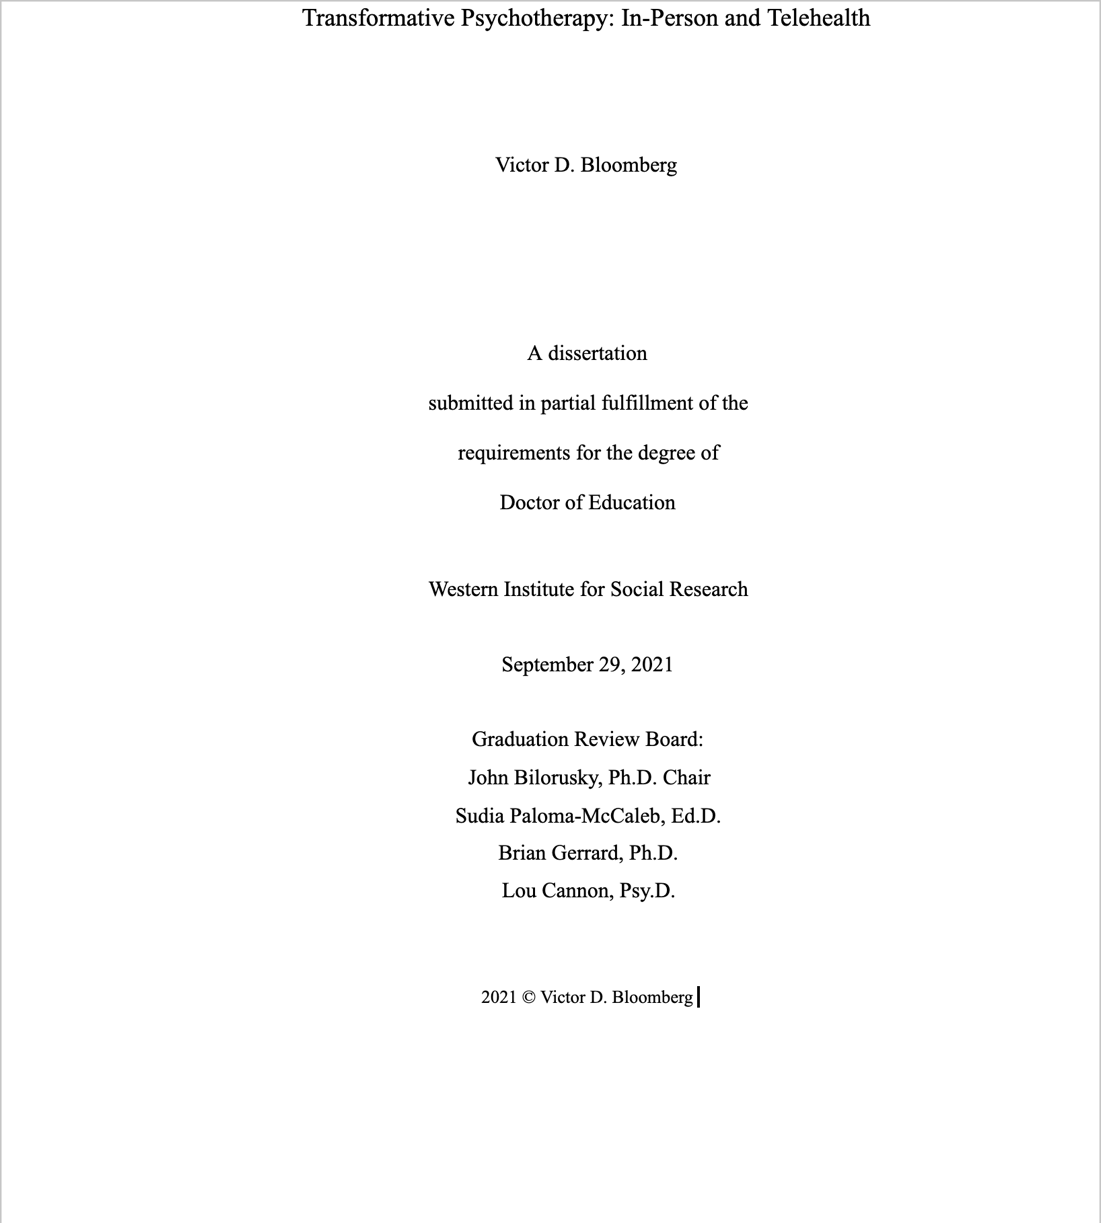 Transformative Psychotherapy: In-Person and Telehealth
Victor D. Bloomberg
A dissertation
submitted in partial fulfillment of the
requirements for the degree of
Doctor of Education
Western Institute for Social Research
September 29, 2021
Graduation Review Board:
John Bilorusky, Ph.D. Chair
Sudia Paloma-McCaleb, Ed.D.
Brian Gerrard, Ph.D.
Lou Cannon, Psy.D.
2021 © Victor D. Bloomberg